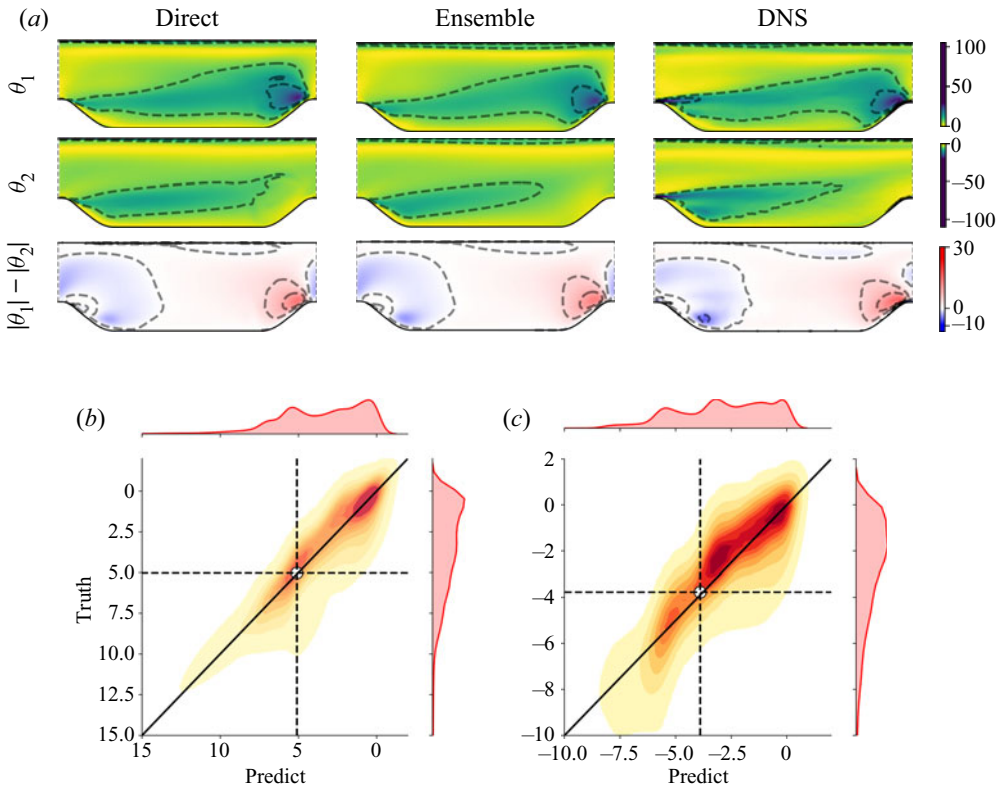 (a) Direct Ensemble DNS
θ1
100
50
0
θ2
0
−50
−100
|θ1| − |θ2|
30
0
−10
(b)
Truth
0
2.5
5.0
7.5
10.0
12.5
15.0
15 10 5 0
Predict
(c)
2
0
−2
−4
−6
−8
−10
−10.0 −7.5 −5.0 −2.5 0
Predict